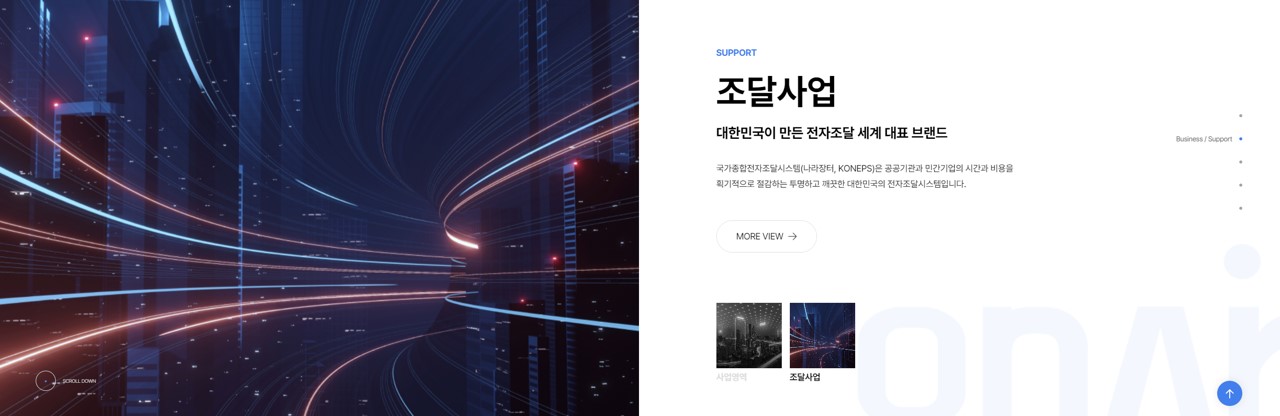 SUPPORT
조달사업
대한민국이 만든 전자조달 세계 대표 브랜드
Business / Support
국가종합전자조달시스템(나라장터, KONEPS)은 공공기관과 민간기업의 시간과 비용을
획기적으로 절감하는 투명하고 깨끗한 대한민국의 전자조달시스템입니다.
MORE VIEW
사업영역
조달사업
SCROLL DOWN